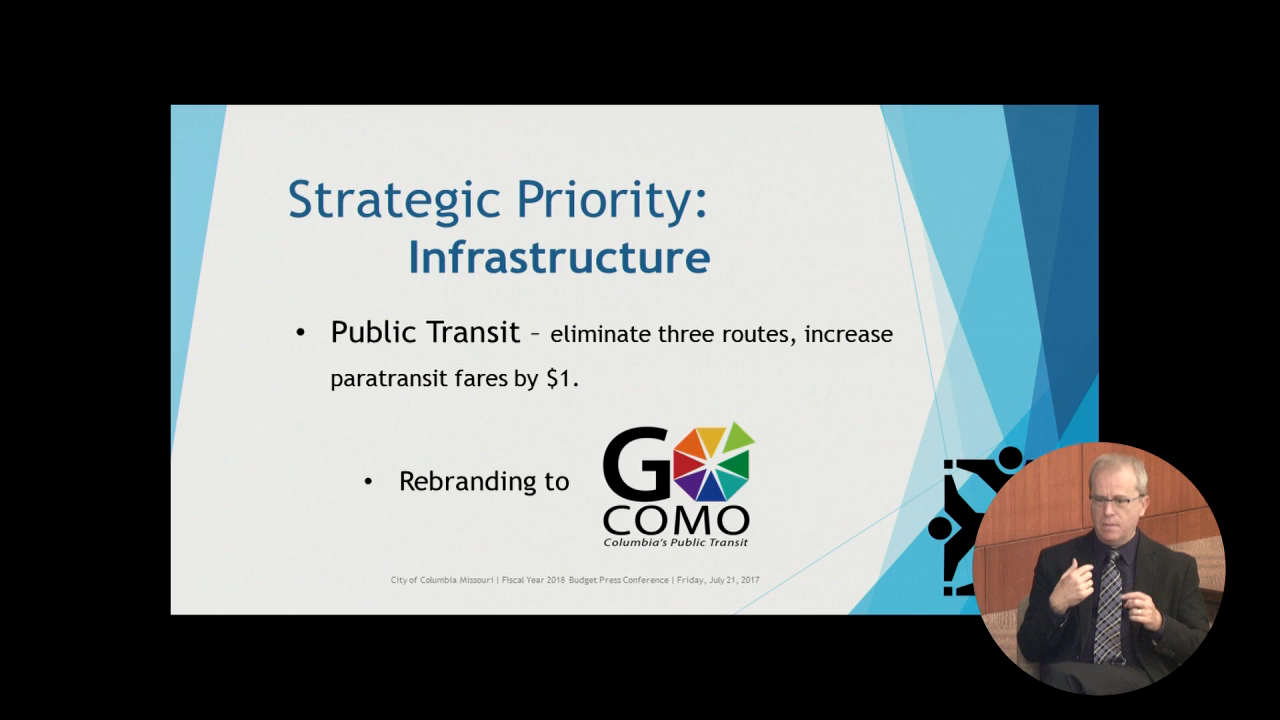 Strategic Priority:
Infrastructure
• Public Transit – eliminate three routes, increase
paratransit fares by $1.
• Rebranding to
GO
COMO
Columbia's Public Transit
City of Columbia Missouri | Fiscal Year 2018 Budget Press Conference | Friday, July 21, 2017